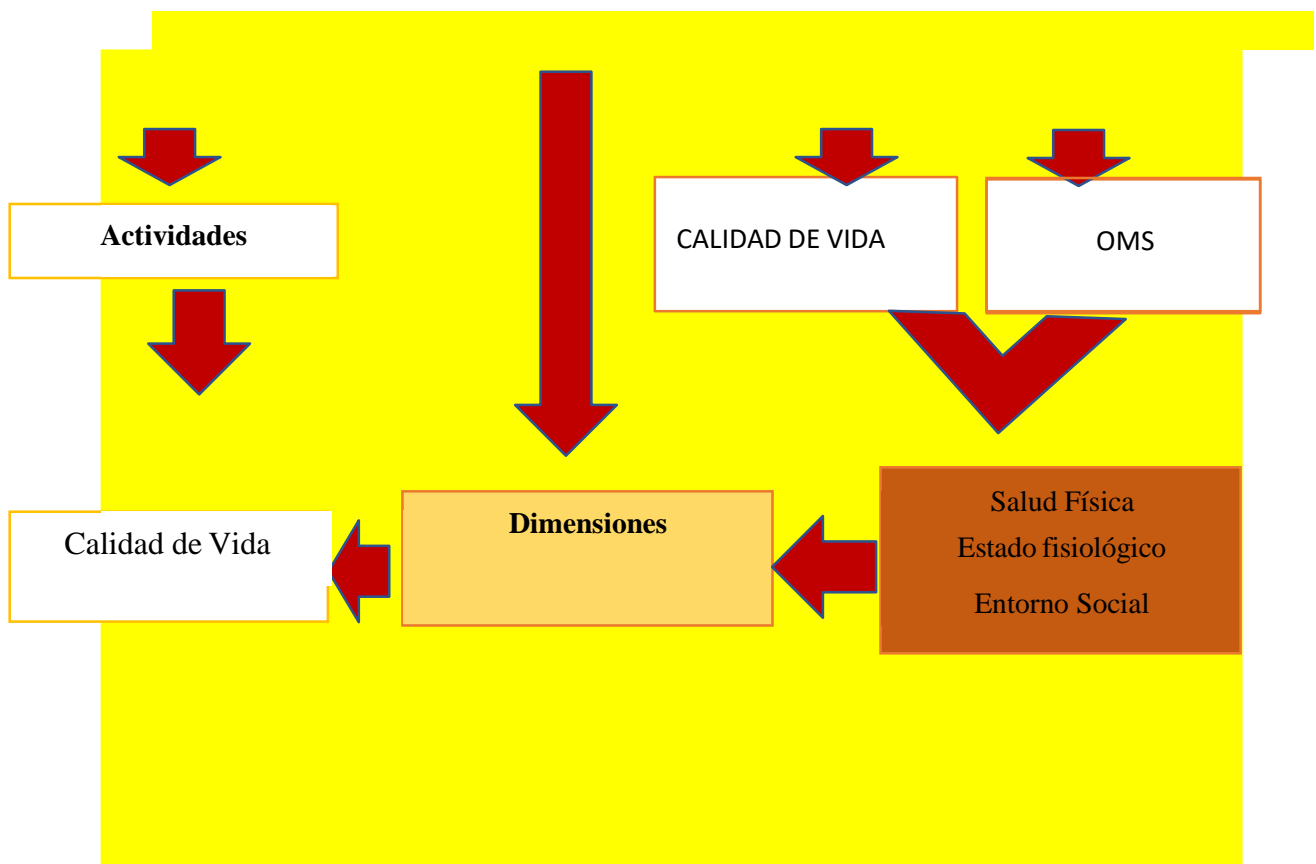 Actividades
CALIDAD DE VIDA
OMS
Calidad de Vida
Dimensiones
Salud Física
Estado fisiológico
Entorno Social